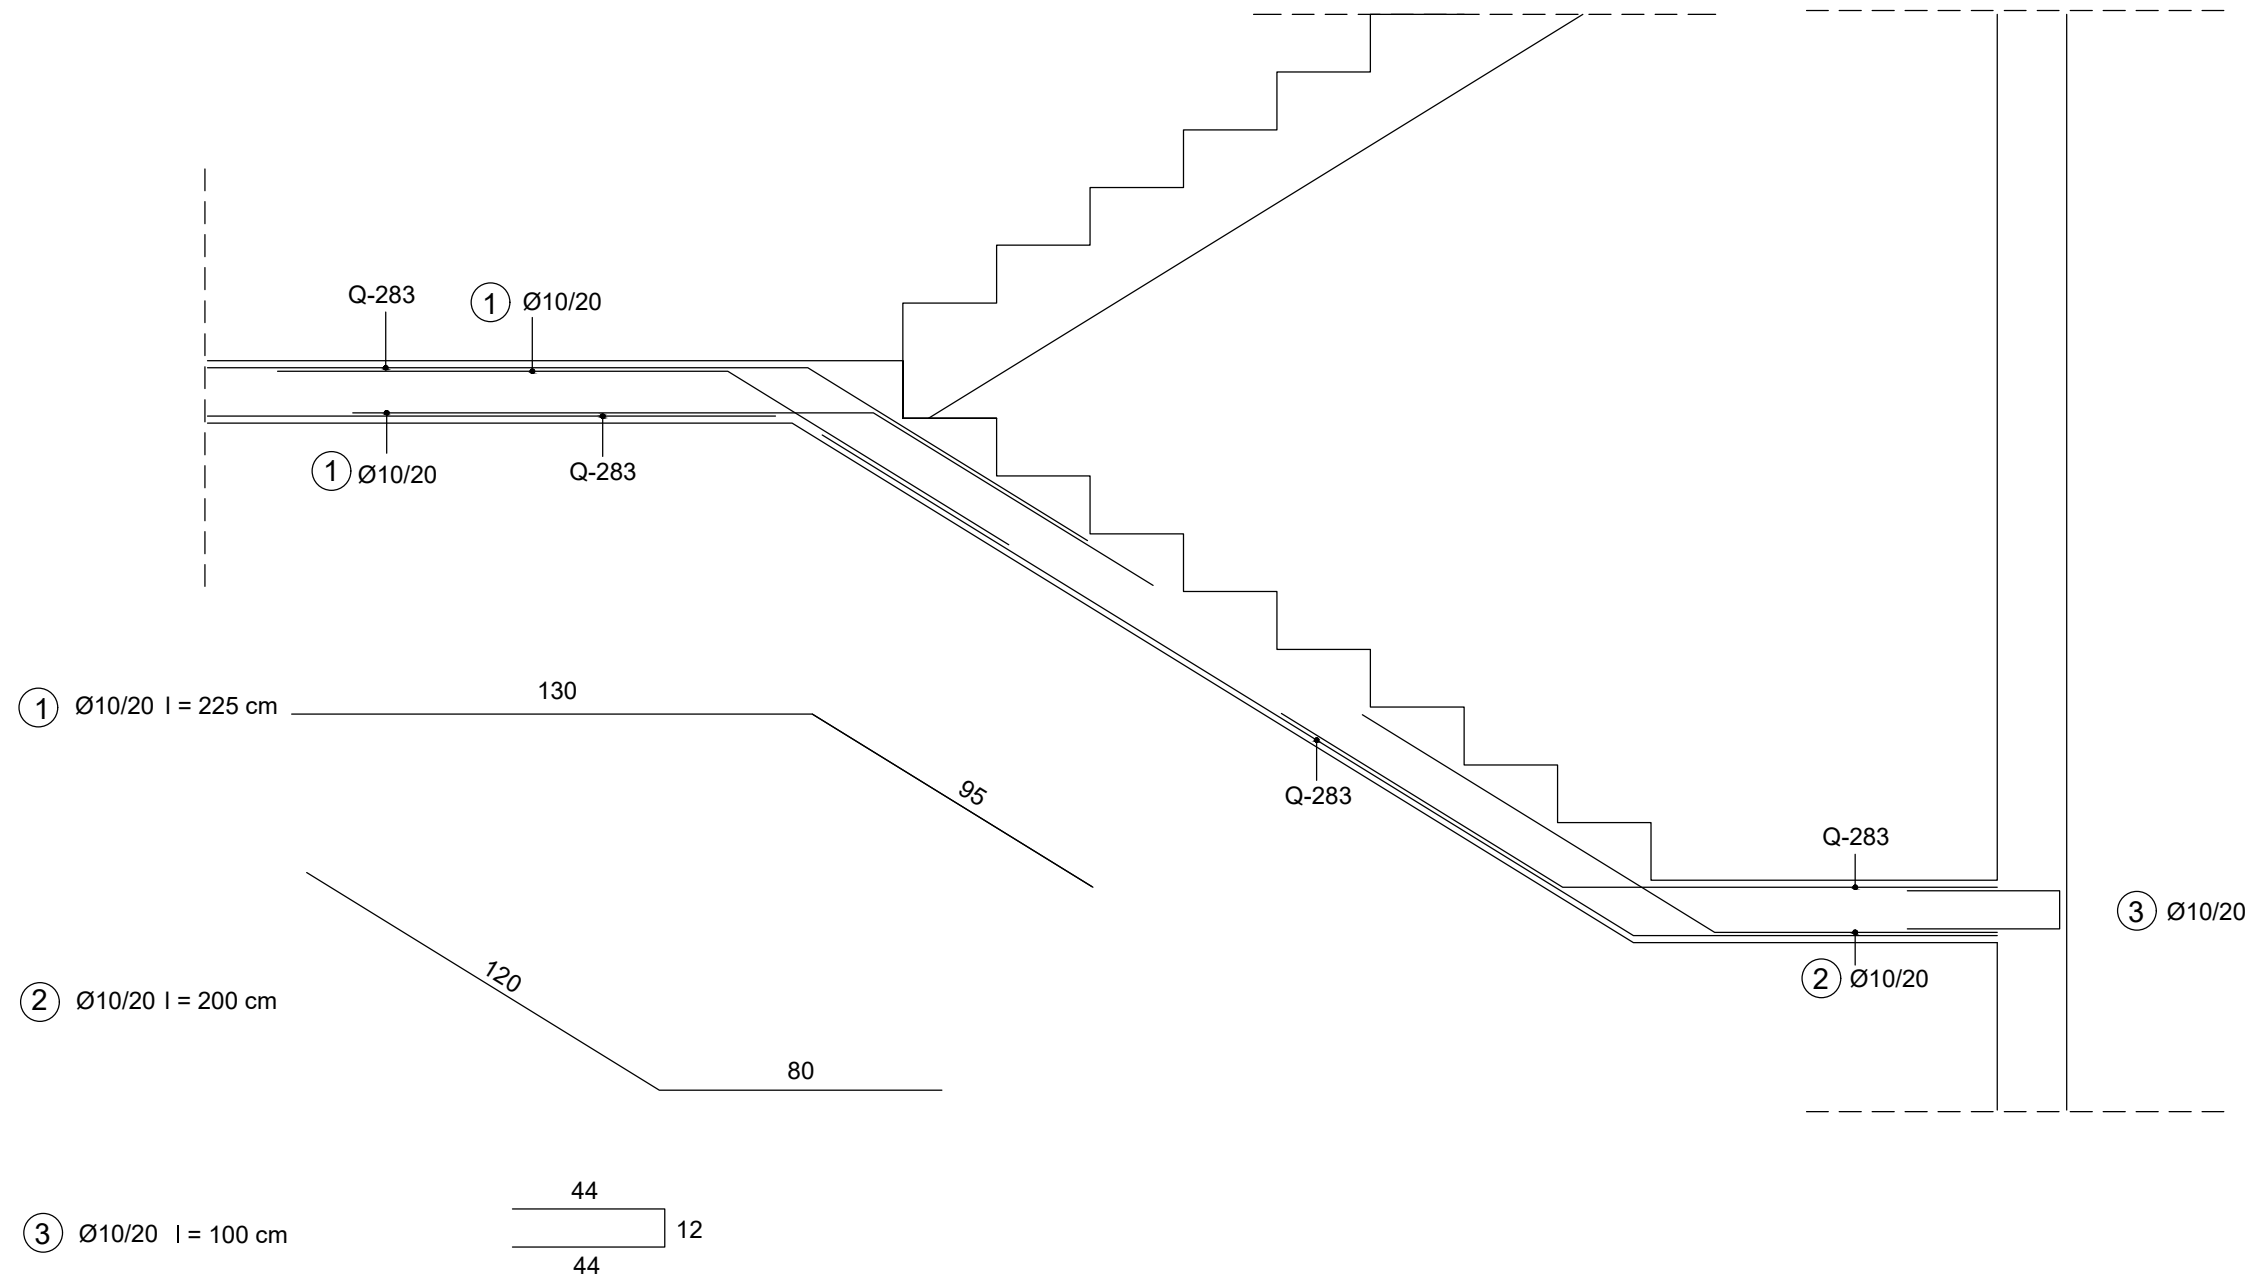 Q-283
1 Ø10/20
1 Ø10/20
Q-283
130
1 Ø10/20 l = 225 cm
95
Q-283
Q-283
3 Ø10/20
120
2 Ø10/20
2 Ø10/20 l = 200 cm
80
44
3 Ø10/20 l = 100 cm
12
44